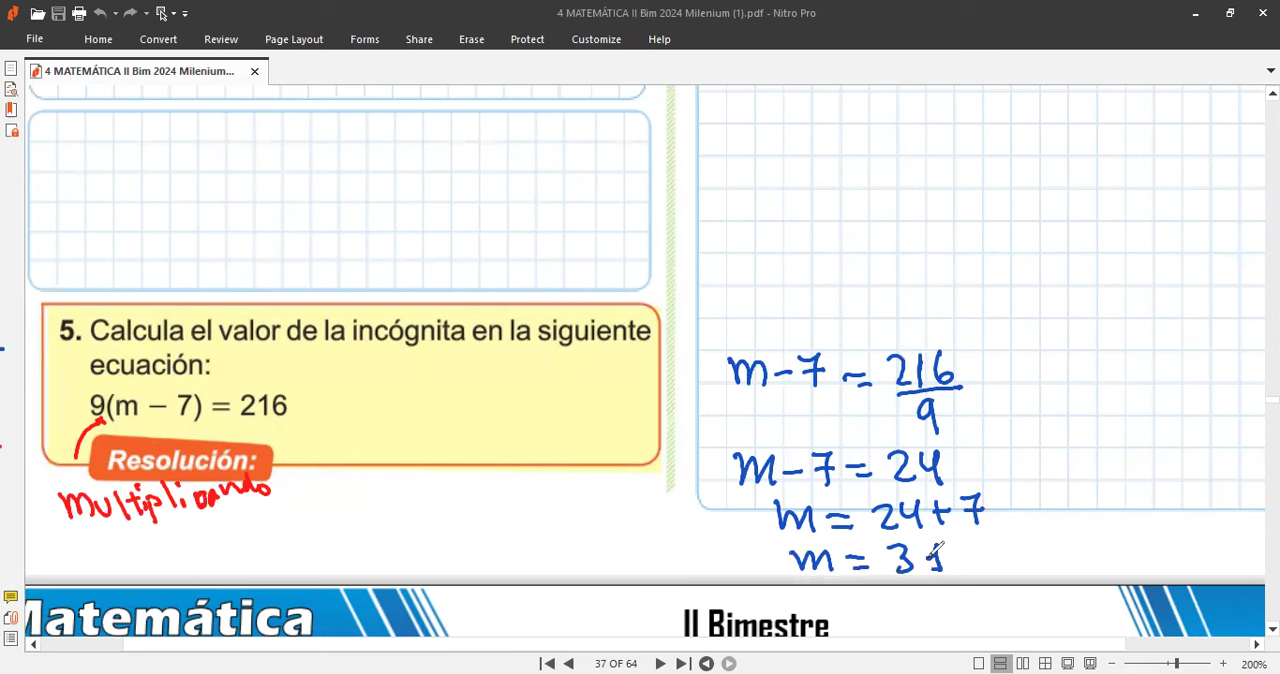 4 MATEMÁTICA II Bim 2024 Milenium (1).pdf - Nitro Pro
File Home Convert Review Page Layout Forms Share Erase Protect Customize Help
4 MATEMÁTICA II Bim 2024 Milenium...
5. Calcula el valor de la incógnita en la siguiente
ecuación:
9(m − 7) = 216
Resolución:
multiplicando
m - 7 = 216/9
m - 7 = 24
m = 24 + 7
m = 31
Matemática
II Bimestre
37 OF 64
200%